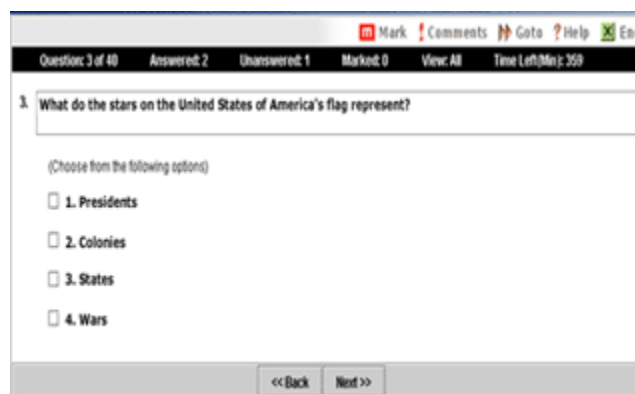 m Mark ! Comments Goto ? Help X En
Question: 3 of 40 Answered: 2 Unanswered: 1 Marked: 0 View: All Time Left(Min): 359
3. What do the stars on the United States of America's flag represent?
(Choose from the following options)
1. Presidents
2. Colonies
3. States
4. Wars
<< Back Next >>